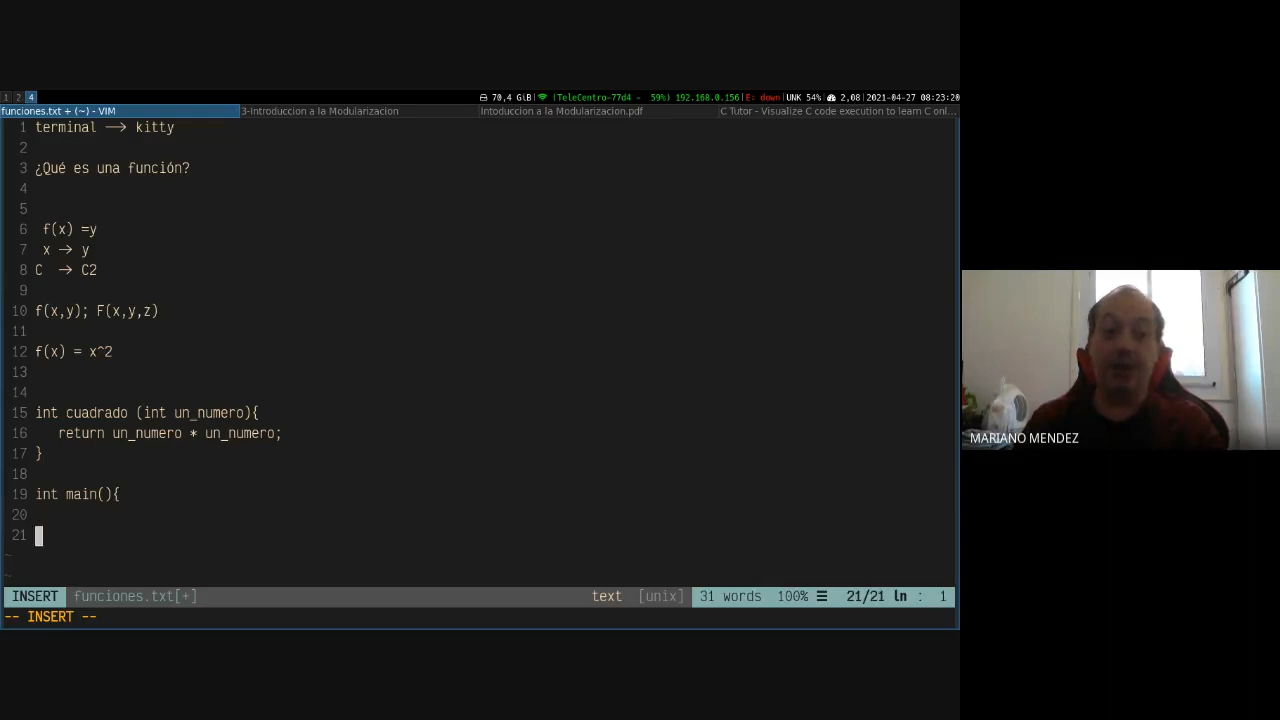 1 2 4 70,4 GiB| |TeleCentro-77d4 - 59%) 192.168.0.156|E: down|UNK 54%| 2,08|2021-04-27 08:23:20
funciones.txt + (~) - VIM 3-Introduccion a la Modularizacion Intoduccion a la Modularizacion.pdf C Tutor - Visualize C code execution to learn C onl...
1 terminal --> kitty
2
3 ¿Qué es una función?
4
5
6 f(x) =y
7 x -> y
8 C -> C2
9
10 f(x,y); F(x,y,z)
11
12 f(x) = x^2
13
14
15 int cuadrado (int un_numero){
16 return un_numero * un_numero;
17 }
18
19 int main(){
20
21
~
~
INSERT funciones.txt[+] text [unix] 31 words 100% ☰ 21/21 ln : 1
-- INSERT --
MARIANO MENDEZ